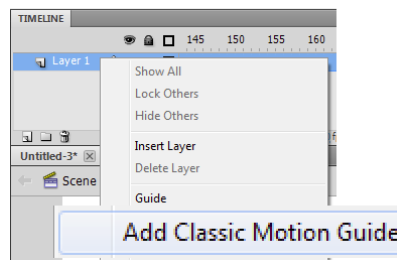 TIMELINE
145 150 155 160
Layer 1
Show All
Lock Others
Hide Others
Insert Layer
Delete Layer
Untitled-3*
Scene
Guide
Add Classic Motion Guide